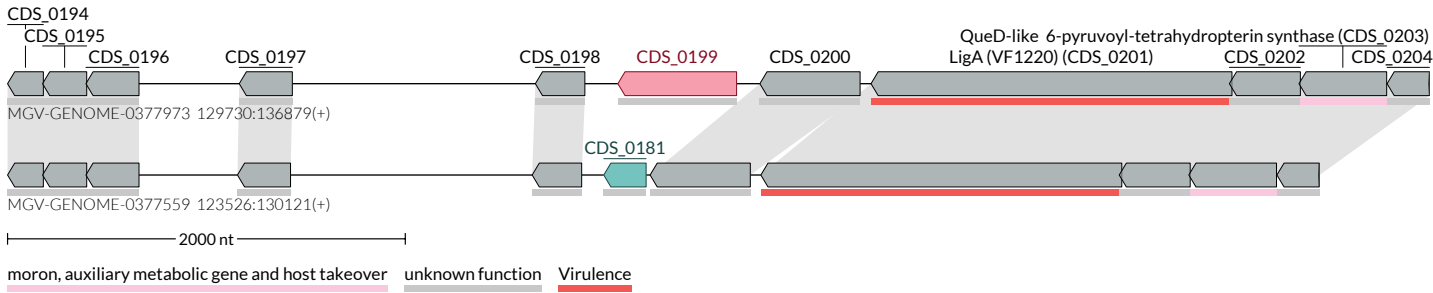 CDS_0194
CDS_0195
CDS_0196
CDS_0197
CDS_0198
CDS_0199
CDS_0200
QueD-like 6-pyruvoyl-tetrahydropterin synthase (CDS_0203)
LigA (VF1220) (CDS_0201)
CDS_0202
CDS_0204
MGV-GENOME-0377973 129730:136879(+)
CDS_0181
MGV-GENOME-0377559 123526:130121(+)
2000 nt
moron, auxiliary metabolic gene and host takeover
unknown function
Virulence